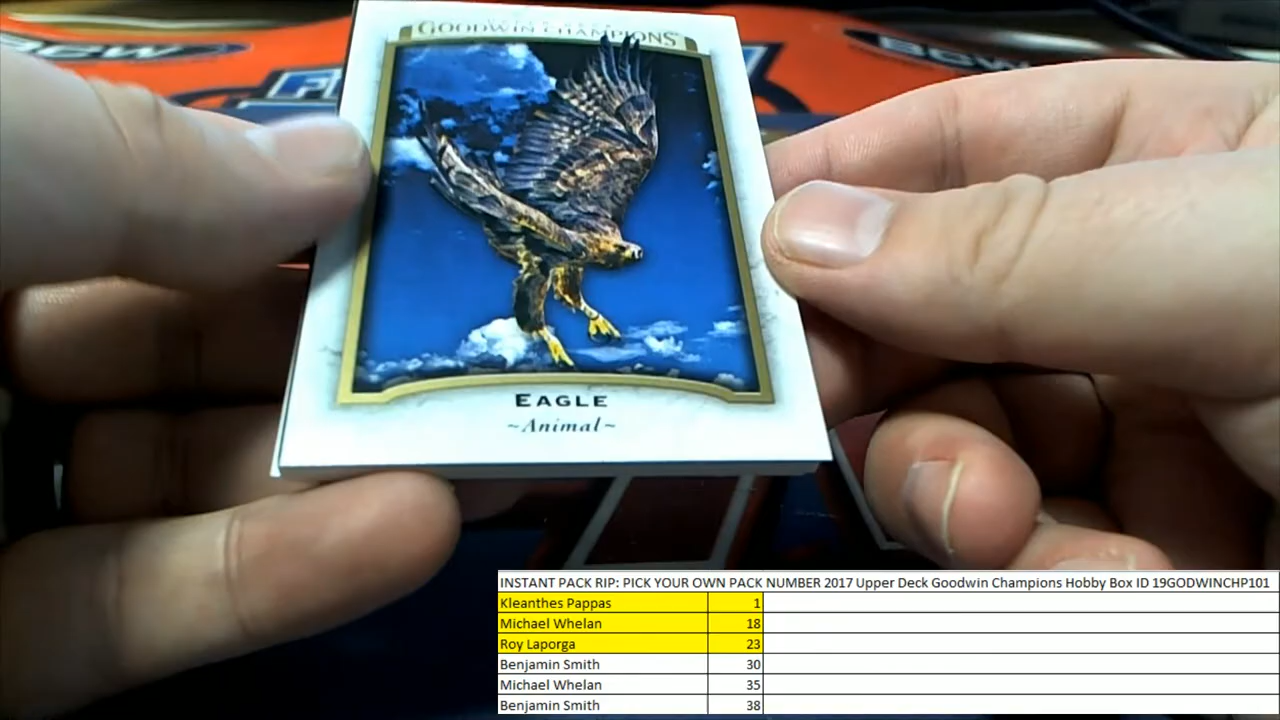 BCW
BCW
GOODWIN CHAMPIONS
EAGLE
~Animal~
INSTANT PACK RIP: PICK YOUR OWN PACK NUMBER 2017 Upper Deck Goodwin Champions Hobby Box ID 19GODWINCHP101
Kleanthes Pappas 1
Michael Whelan 18
Roy Laporga 23
Benjamin Smith 30
Michael Whelan 35
Benjamin Smith 38